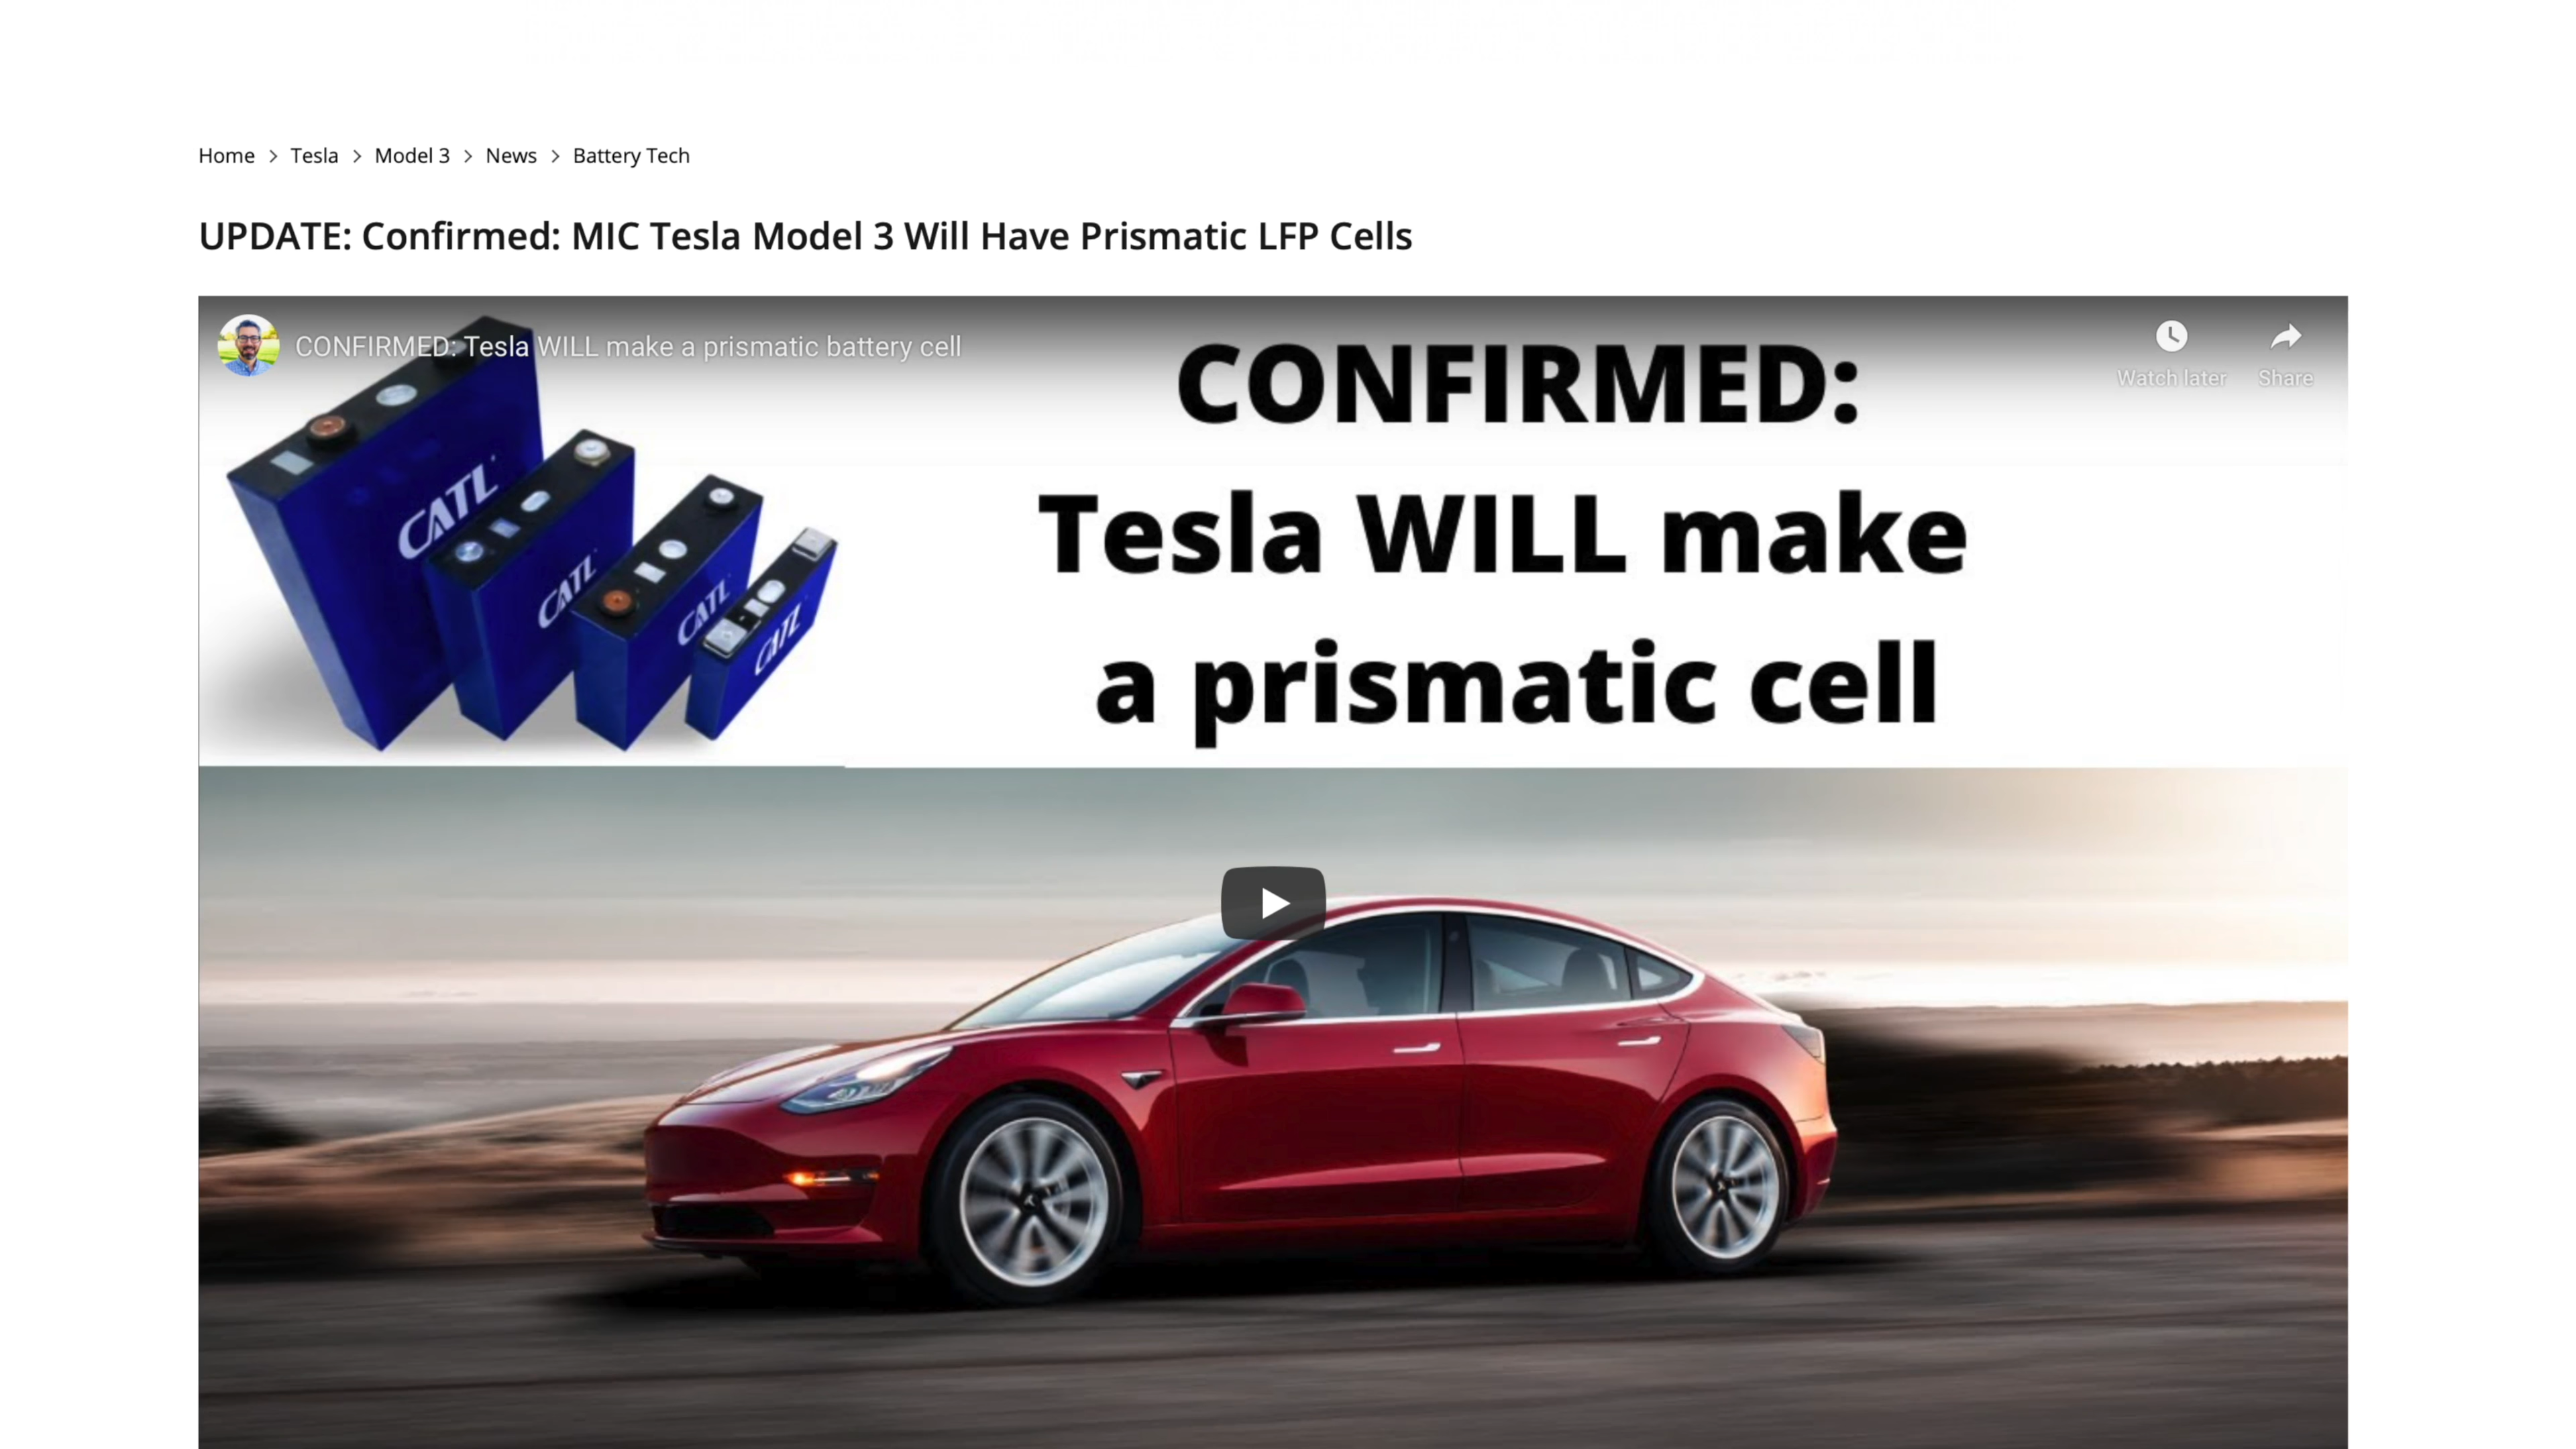 Home > Tesla > Model 3 > News > Battery Tech
UPDATE: Confirmed: MIC Tesla Model 3 Will Have Prismatic LFP Cells
CONFIRMED: Tesla WILL make a prismatic battery cell
Watch later
Share
CONFIRMED:
Tesla WILL make
a prismatic cell
CATL
CATL
CATL
CATL